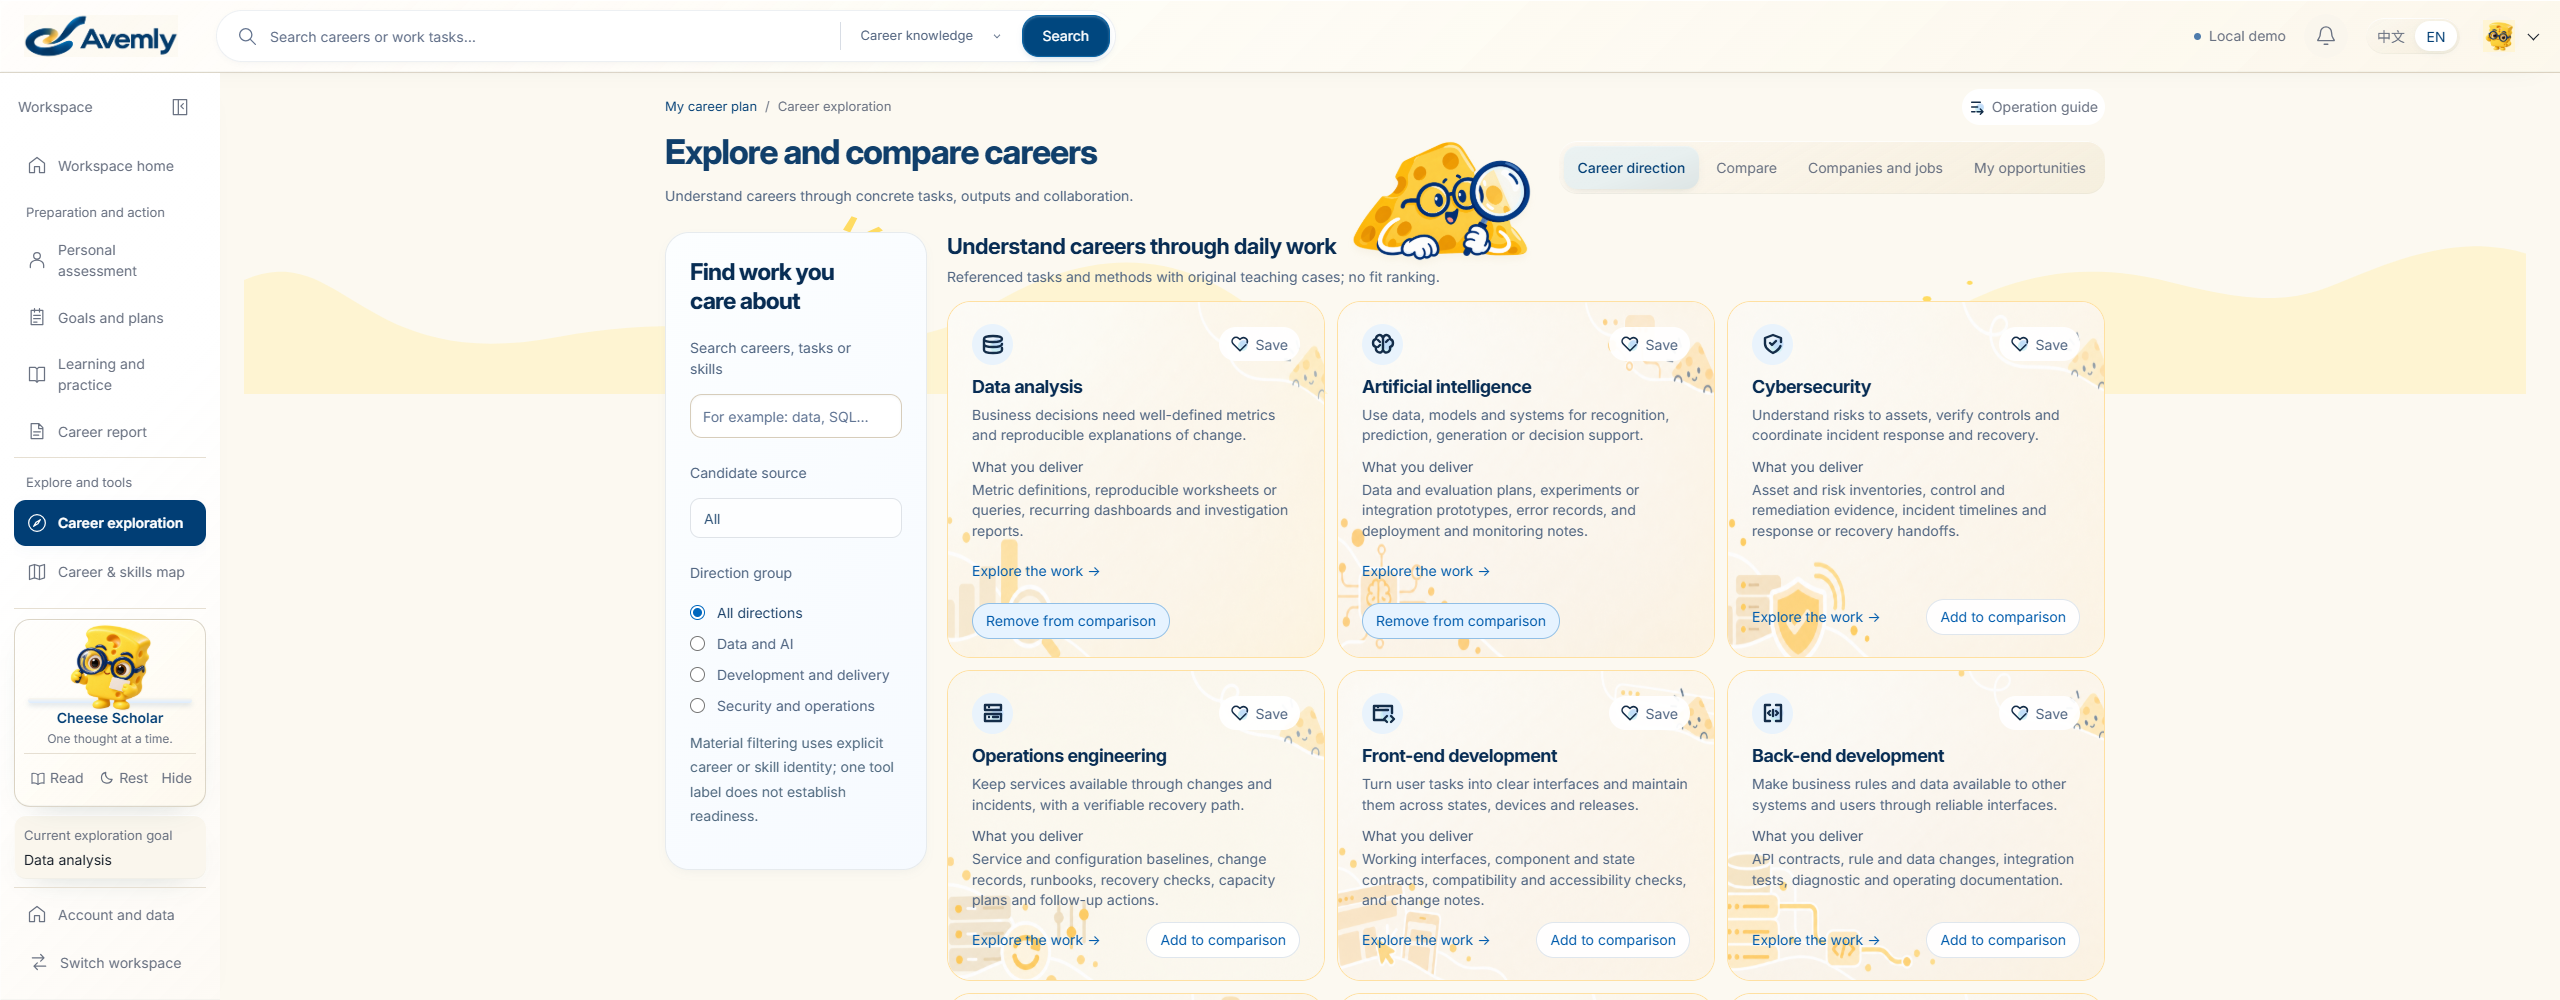 Avemly
Search careers or work tasks...
Career knowledge
Search
Local demo
中文
EN
Workspace
Workspace home
Preparation and action
Personal
assessment
Goals and plans
Learning and
practice
Career report
Explore and tools
Career exploration
Career & skills map
Cheese Scholar
One thought at a time.
Read
Rest
Hide
Current exploration goal
Data analysis
Account and data
Switch workspace
My career plan / Career exploration
Operation guide
Explore and compare careers
Understand careers through concrete tasks, outputs and collaboration.
Career direction
Compare
Companies and jobs
My opportunities
Find work you
care about
Search careers, tasks or
skills
For example: data, SQL...
Candidate source
All
Direction group
All directions
Data and AI
Development and delivery
Security and operations
Material filtering uses explicit
career or skill identity; one tool
label does not establish
readiness.
Understand careers through daily work
Referenced tasks and methods with original teaching cases; no fit ranking.
Save
Data analysis
Business decisions need well-defined metrics
and reproducible explanations of change.
What you deliver
Metric definitions, reproducible worksheets or
queries, recurring dashboards and investigation
reports.
Explore the work →
Remove from comparison
Save
Artificial intelligence
Use data, models and systems for recognition,
prediction, generation or decision support.
What you deliver
Data and evaluation plans, experiments or
integration prototypes, error records, and
deployment and monitoring notes.
Explore the work →
Remove from comparison
Save
Cybersecurity
Understand risks to assets, verify controls and
coordinate incident response and recovery.
What you deliver
Asset and risk inventories, control and
remediation evidence, incident timelines and
response or recovery handoffs.
Explore the work →
Add to comparison
Save
Operations engineering
Keep services available through changes and
incidents, with a verifiable recovery path.
What you deliver
Service and configuration baselines, change
records, runbooks, recovery checks, capacity
plans and follow-up actions.
Explore the work →
Add to comparison
Save
Front-end development
Turn user tasks into clear interfaces and maintain
them across states, devices and releases.
What you deliver
Working interfaces, component and state
contracts, compatibility and accessibility checks,
and change notes.
Explore the work →
Add to comparison
Save
Back-end development
Make business rules and data available to other
systems and users through reliable interfaces.
What you deliver
API contracts, rule and data changes, integration
tests, diagnostic and operating documentation.
Explore the work →
Add to comparison